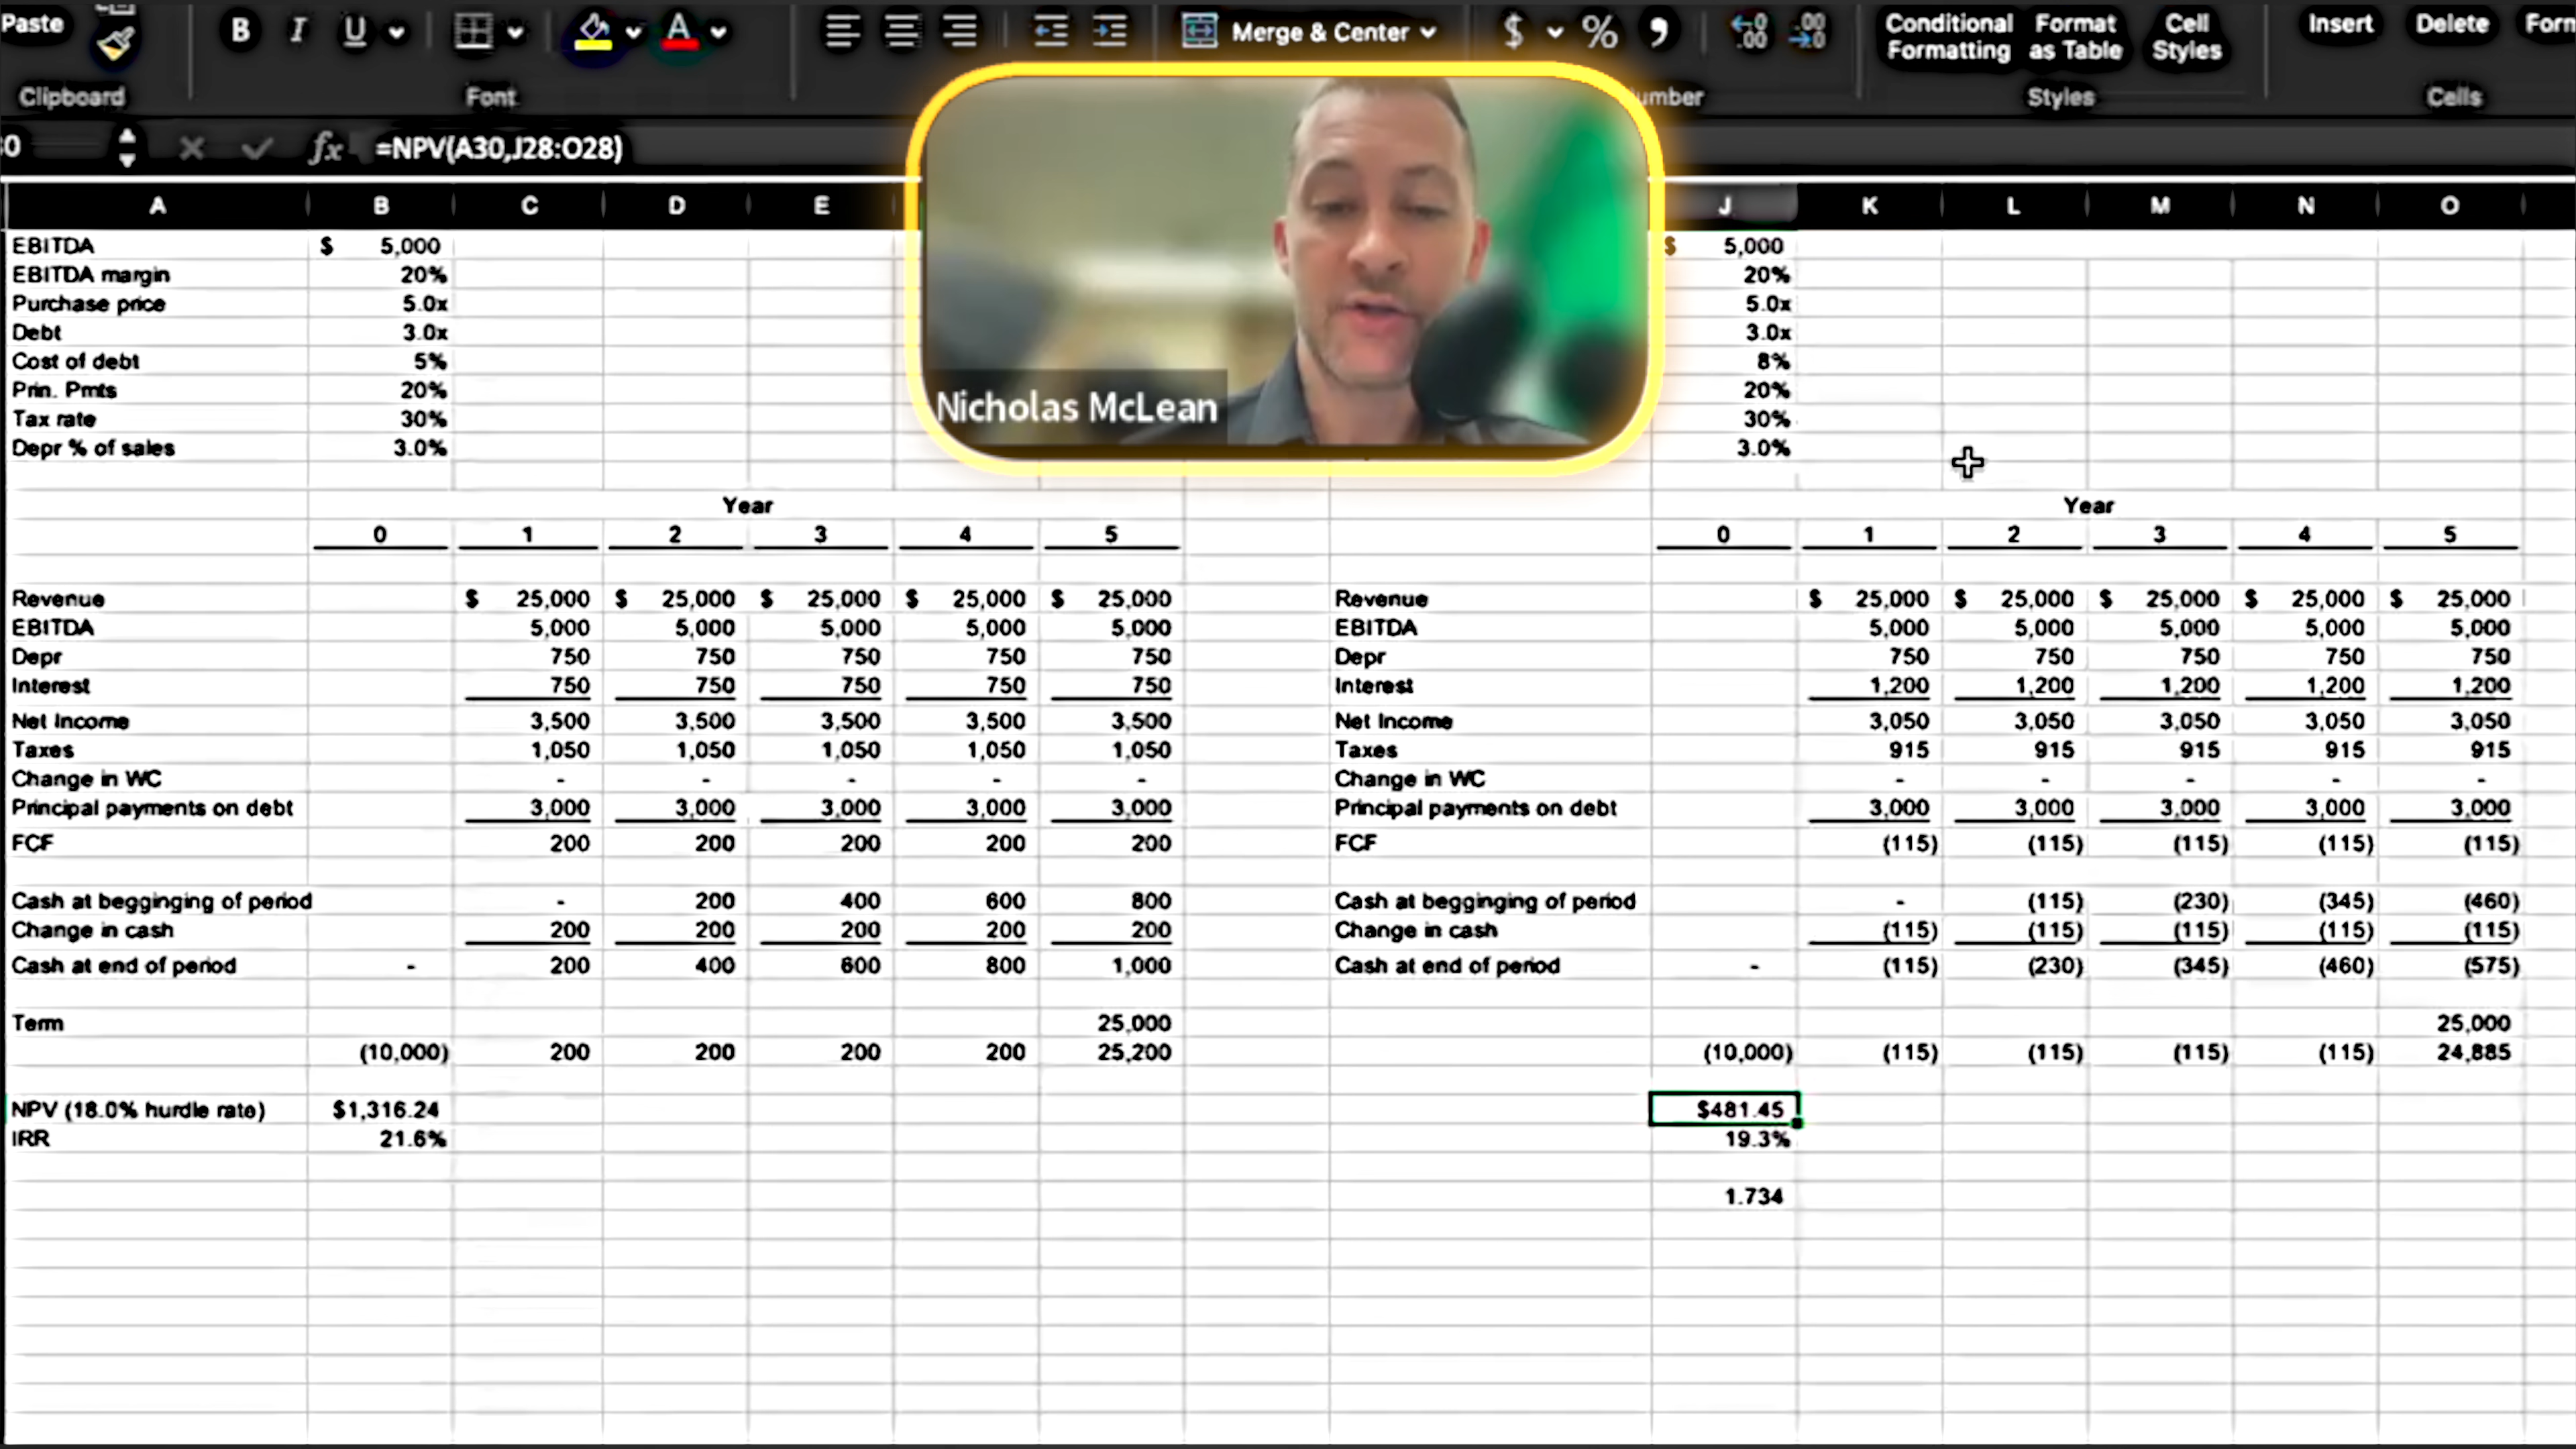 Paste B I U A Merge & Center $ % , Conditional Formatting Format as Table Cell Styles Insert Delete
Clipboard Font Styles Cells
fx =NPV(A30,J28:O28)
A B C D E J K L M N O
EBITDA $ 5,000 $ 5,000
EBITDA margin 20% 20%
Purchase price 5.0x 5.0x
Debt 3.0x 3.0x
Cost of debt 5% 8%
Prin. Pmts 20% 20%
Tax rate 30% 30%
Depr % of sales 3.0% 3.0%
Nicholas McLean
Year Year
0 1 2 3 4 5 0 1 2 3 4 5
Revenue $ 25,000 $ 25,000 $ 25,000 $ 25,000 $ 25,000 Revenue $ 25,000 $ 25,000 $ 25,000 $ 25,000 $ 25,000
EBITDA 5,000 5,000 5,000 5,000 5,000 EBITDA 5,000 5,000 5,000 5,000 5,000
Depr 750 750 750 750 750 Depr 750 750 750 750 750
Interest 750 750 750 750 750 Interest 1,200 1,200 1,200 1,200 1,200
Net Income 3,500 3,500 3,500 3,500 3,500 Net Income 3,050 3,050 3,050 3,050 3,050
Taxes 1,050 1,050 1,050 1,050 1,050 Taxes 915 915 915 915 915
Change in WC - - - - - Change in WC - - - - -
Principal payments on debt 3,000 3,000 3,000 3,000 3,000 Principal payments on debt 3,000 3,000 3,000 3,000 3,000
FCF 200 200 200 200 200 FCF (115) (115) (115) (115) (115)
Cash at begginging of period - 200 400 600 800 Cash at begginging of period - (115) (230) (345) (460)
Change in cash 200 200 200 200 200 Change in cash (115) (115) (115) (115) (115)
Cash at end of period - 200 400 600 800 1,000 Cash at end of period - (115) (230) (345) (460) (575)
Term 25,000 25,000
(10,000) 200 200 200 200 25,200 (10,000) (115) (115) (115) (115) 24,885
NPV (18.0% hurdle rate) $1,316.24 $481.45
IRR 21.6% 19.3%
1.734